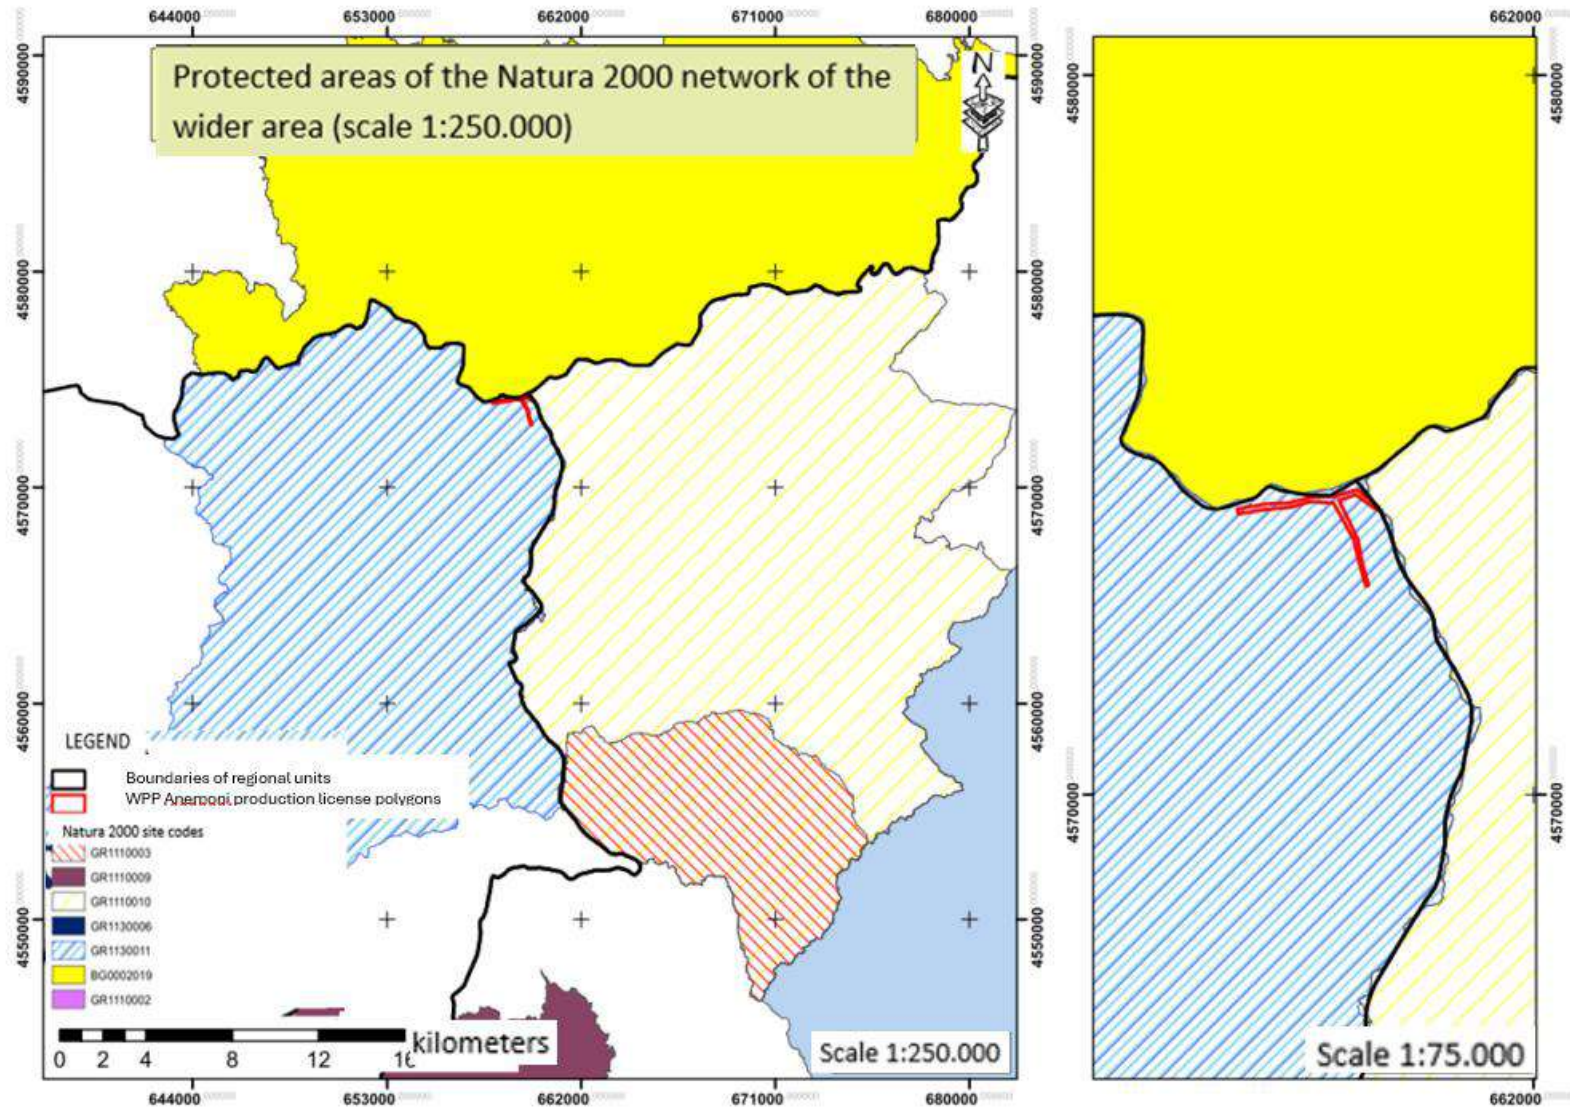 644000 653000 662000 671000 680000
662000
Protected areas of the Natura 2000 network of the
wider area (scale 1:250.000)
N
4590000
4580000
4570000
4560000
4550000
4590000
4580000
4570000
4560000
4550000
4580000
4570000
4580000
4570000
LEGEND
Boundaries of regional units
WPP Anemogi production license polygons
Natura 2000 site codes
GR1110003
GR1110009
GR1110010
GR1130006
GR1130011
BG0002019
GR1110002
0 2 4 8 12 16 kilometers
Scale 1:250.000
Scale 1:75.000
644000 653000 662000 671000 680000
662000